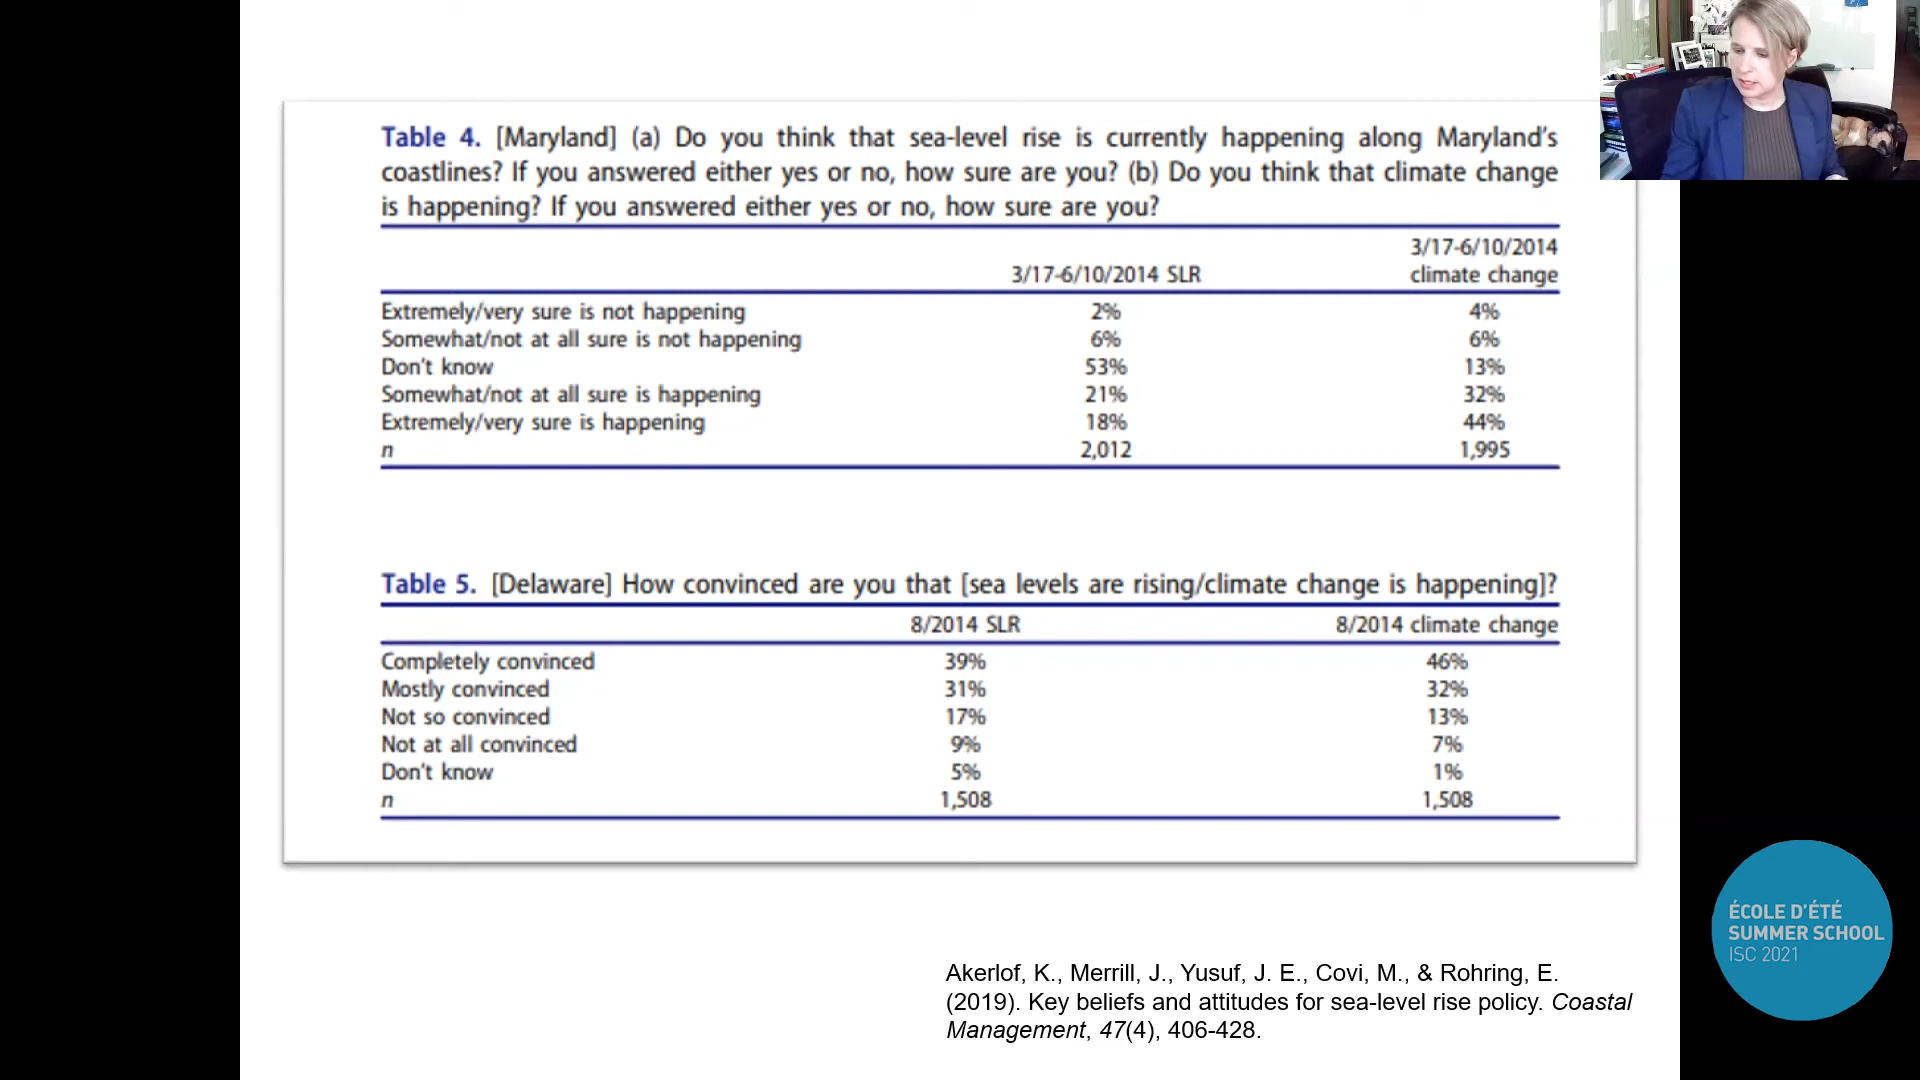 Table 4. [Maryland] (a) Do you think that sea-level rise is currently happening along Maryland's
coastlines? If you answered either yes or no, how sure are you? (b) Do you think that climate change
is happening? If you answered either yes or no, how sure are you?
3/17-6/10/2014 SLR 3/17-6/10/2014 climate change
Extremely/very sure is not happening 2% 4%
Somewhat/not at all sure is not happening 6% 6%
Don't know 53% 13%
Somewhat/not at all sure is happening 21% 32%
Extremely/very sure is happening 18% 44%
n 2,012 1,995
Table 5. [Delaware] How convinced are you that [sea levels are rising/climate change is happening]?
8/2014 SLR 8/2014 climate change
Completely convinced 39% 46%
Mostly convinced 31% 32%
Not so convinced 17% 13%
Not at all convinced 9% 7%
Don't know 5% 1%
n 1,508 1,508
Akerlof, K., Merrill, J., Yusuf, J. E., Covi, M., & Rohring, E.
(2019). Key beliefs and attitudes for sea-level rise policy. Coastal
Management, 47(4), 406-428.
ÉCOLE D'ÉTÉ
SUMMER SCHOOL
ISC 2021